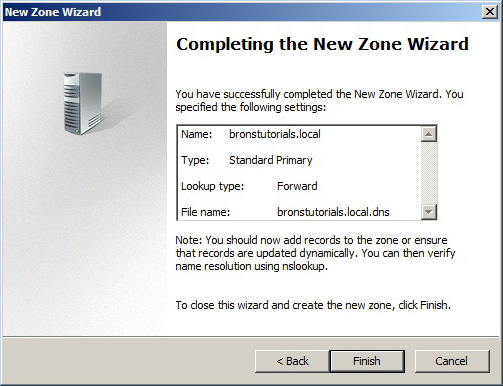 New Zone Wizard
Completing the New Zone Wizard
You have successfully completed the New Zone Wizard. You
specified the following settings:
Name: bronstutorials.local
Type: Standard Primary
Lookup type: Forward
File name: bronstutorials.local.dns
Note: You should now add records to the zone or ensure
that records are updated dynamically. You can then verify
name resolution using nslookup.
To close this wizard and create the new zone, click Finish.
< Back Finish Cancel